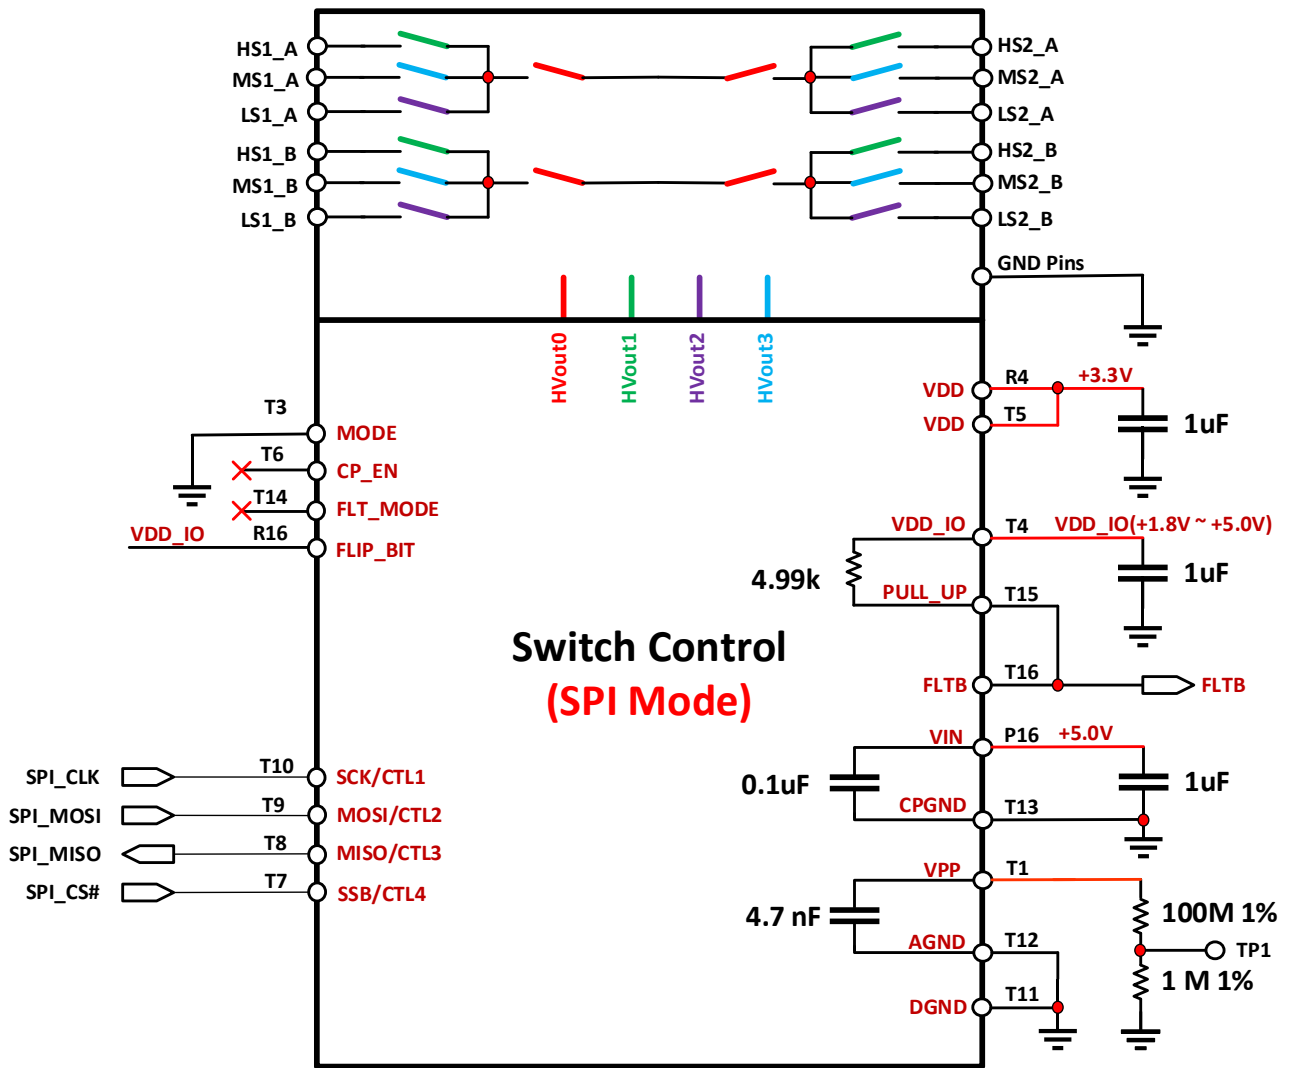 HS1_A
MS1_A
LS1_A
HS1_B
MS1_B
LS1_B
HS2_A
MS2_A
LS2_A
HS2_B
MS2_B
LS2_B
GND Pins
HVout0
HVout1
HVout2
HVout3
T3
MODE
T6
CP_EN
T14
FLT_MODE
VDD_IO
R16
FLIP_BIT
VDD
R4
+3.3V
VDD
T5
1uF
VDD_IO
T4
VDD_IO(+1.8V ~ +5.0V)
4.99k
1uF
PULL_UP
T15
Switch Control
(SPI Mode)
FLTB
T16
FLTB
VIN
P16
+5.0V
0.1uF
1uF
CPGND
T13
SPI_CLK
T10
SCK/CTL1
SPI_MOSI
T9
MOSI/CTL2
SPI_MISO
T8
MISO/CTL3
SPI_CS#
T7
SSB/CTL4
VPP
T1
4.7 nF
100M 1%
AGND
T12
TP1
1 M 1%
DGND
T11